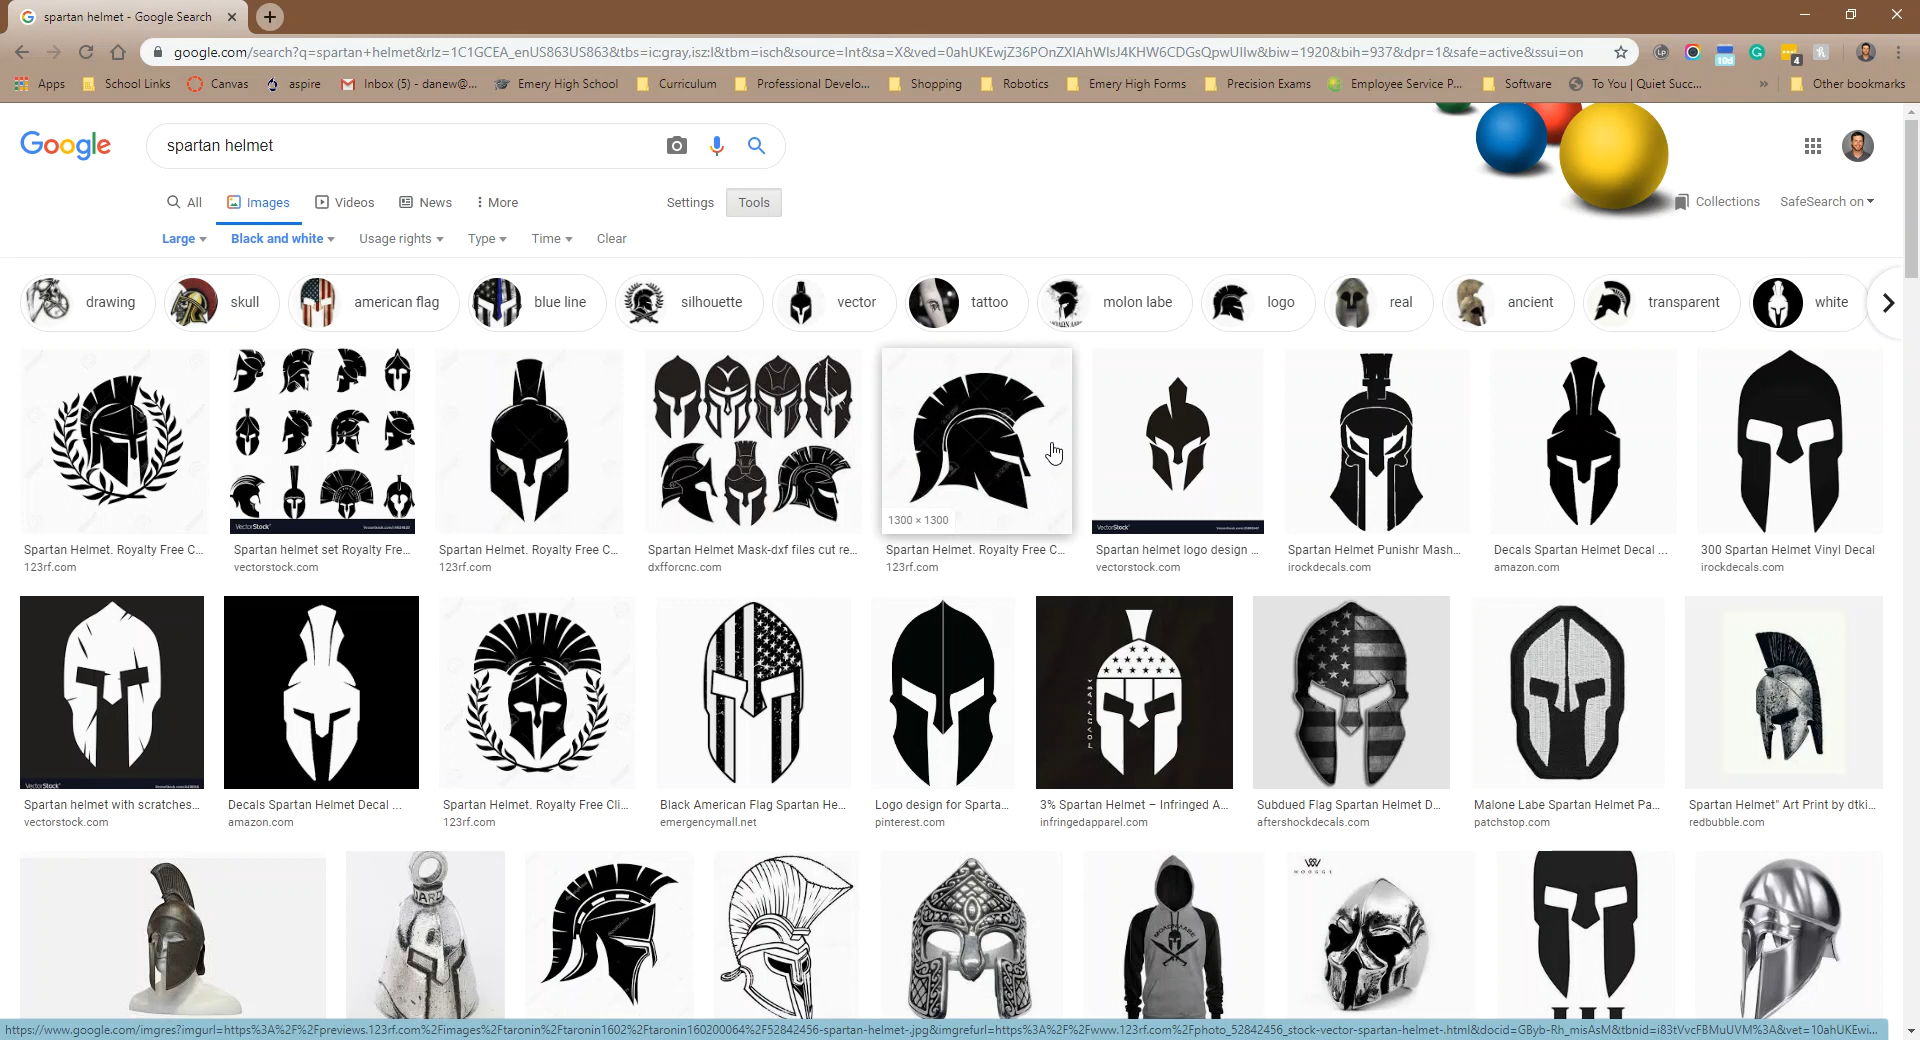 spartan helmet - Google Search
google.com/search?q=spartan+helmet&rlz=1C1GCEA_enUS863US863&tbs=ic:gray,isz:l&tbm=isch&source=lnt&sa=X&ved=0ahUKEwjZ36POnZXlAhWlsJ4KHW6CDGsQpwUIIw&biw=1920&bih=937&dpr=1&safe=active&ssui=on
Apps School Links Canvas aspire Inbox (5) - danew@... Emery High School Curriculum Professional Develo... Shopping Robotics Emery High Forms Precision Exams Employee Service P... Software To You | Quiet Succ... » Other bookmarks
10d
4
Google
spartan helmet
All Images Videos News More Settings Tools
Collections SafeSearch on
Large Black and white Usage rights Type Time Clear
drawing skull american flag blue line silhouette vector tattoo molon labe logo real ancient transparent white
VectorStock
1300 × 1300
VectorStock
Spartan Helmet. Royalty Free C... Spartan helmet set Royalty Fre... Spartan Helmet. Royalty Free C... Spartan Helmet Mask-dxf files cut re... Spartan Helmet. Royalty Free C... Spartan helmet logo design ... Spartan Helmet Punishr Mash... Decals Spartan Helmet Decal ... 300 Spartan Helmet Vinyl Decal
123rf.com vectorstock.com 123rf.com dxfforcnc.com 123rf.com vectorstock.com irockdecals.com amazon.com irockdecals.com
VectorStock
Spartan helmet with scratches... Decals Spartan Helmet Decal ... Spartan Helmet. Royalty Free Cli... Black American Flag Spartan He... Logo design for Sparta... 3% Spartan Helmet – Infringed A... Subdued Flag Spartan Helmet D... Malone Labe Spartan Helmet Pa... Spartan Helmet" Art Print by dtki...
vectorstock.com amazon.com 123rf.com emergencymall.net pinterest.com infringedapparel.com aftershockdecals.com patchstop.com redbubble.com
https://www.google.com/imgres?imgurl=https%3A%2F%2Fpreviews.123rf.com%2Fimages%2Ftaronin%2Ftaronin1602%2Ftaronin160200064%2F52842456-spartan-helmet-.jpg&imgrefurl=https%3A%2F%2Fwww.123rf.com%2Fphoto_52842456_stock-vector-spartan-helmet-.html&docid=GByb-Rh_misAsM&tbnid=i83tVvcFBMuUVM%3A&vet=10ahUKEwi...